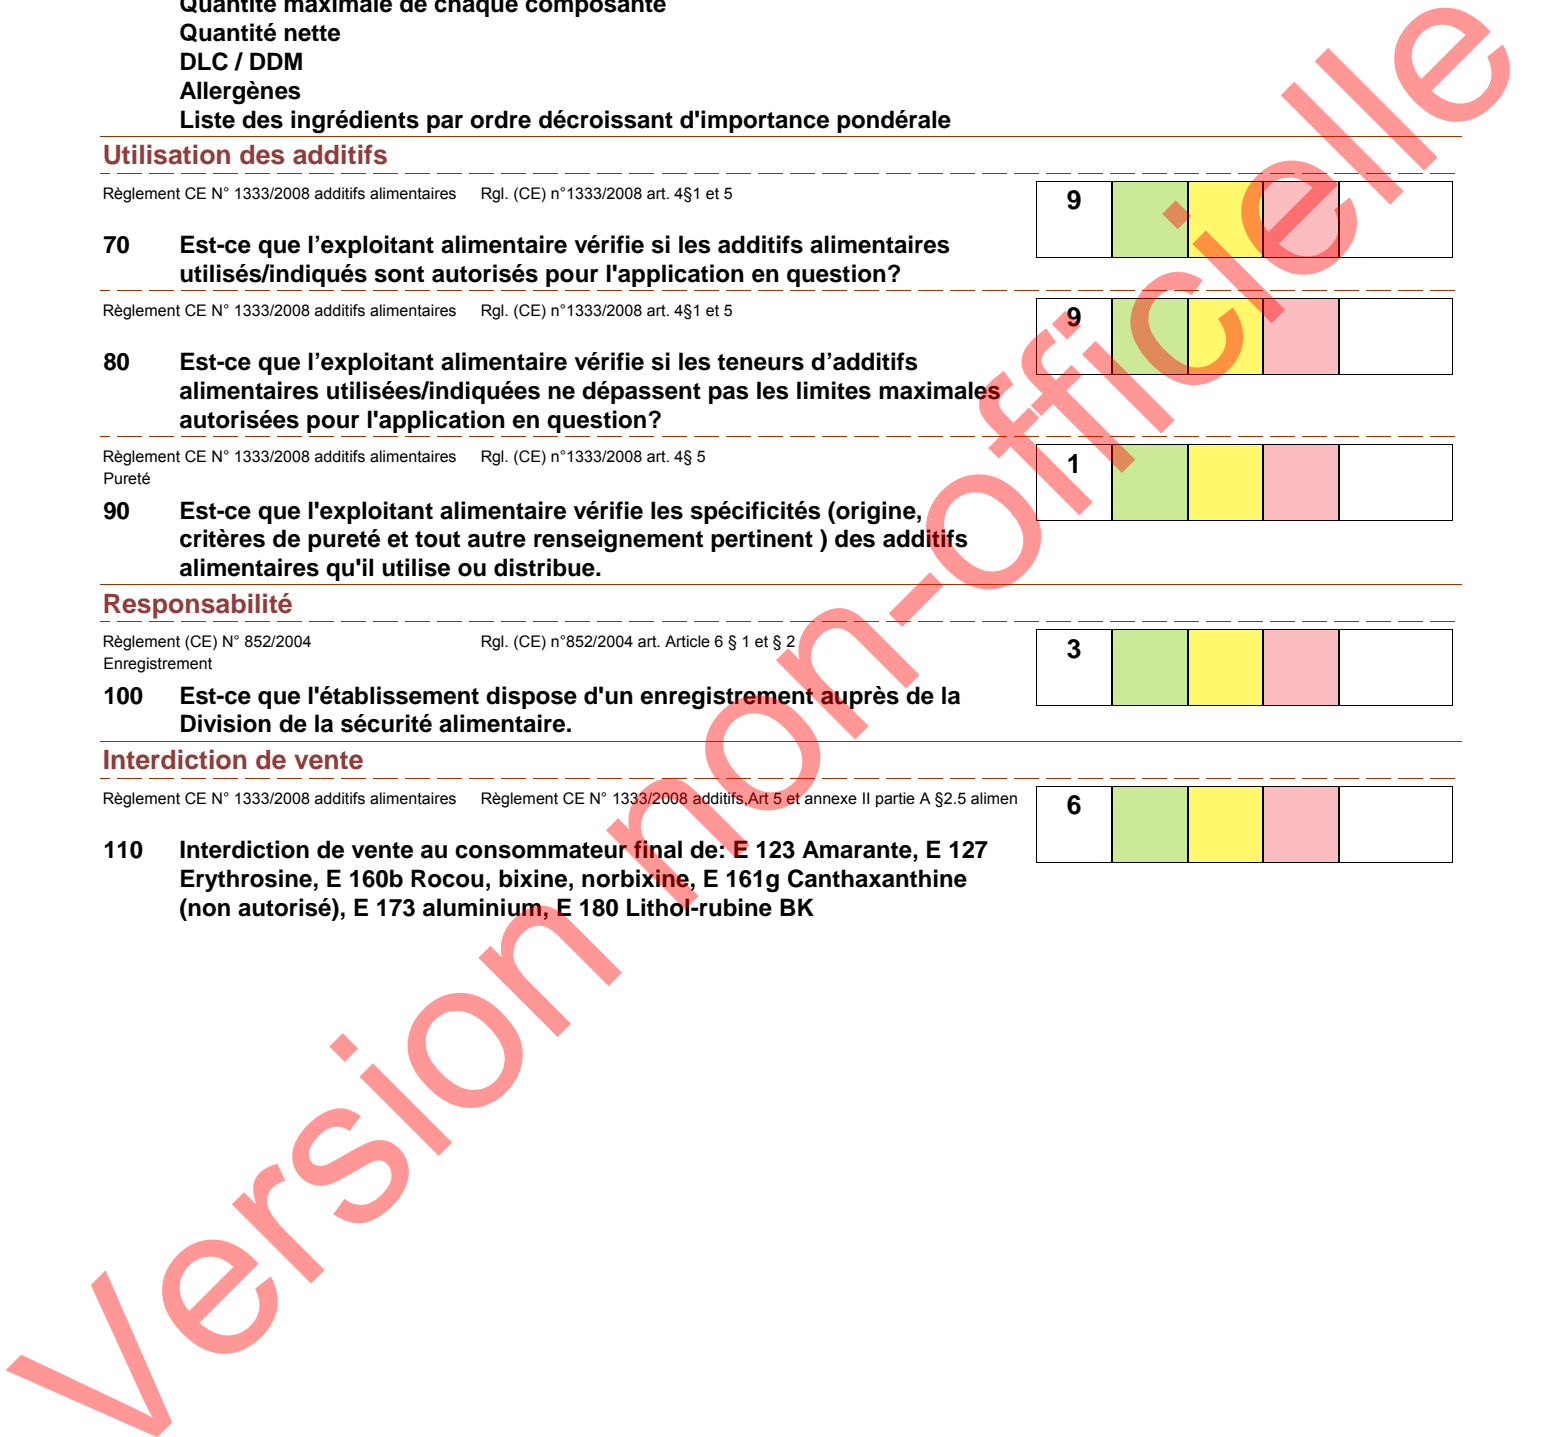 Quantité maximale de chaque composante
Quantité nette
DLC / DDM
Allergènes
Liste des ingrédients par ordre décroissant d'importance pondérale
Utilisation des additifs
Règlement CE N° 1333/2008 additifs alimentaires Rgl. (CE) n°1333/2008 art. 4§1 et 5
9
70 Est-ce que l’exploitant alimentaire vérifie si les additifs alimentaires
utilisés/indiqués sont autorisés pour l'application en question?
Règlement CE N° 1333/2008 additifs alimentaires Rgl. (CE) n°1333/2008 art. 4§1 et 5
9
80 Est-ce que l’exploitant alimentaire vérifie si les teneurs d’additifs
alimentaires utilisées/indiquées ne dépassent pas les limites maximales
autorisées pour l'application en question?
Règlement CE N° 1333/2008 additifs alimentaires Rgl. (CE) n°1333/2008 art. 4§ 5
1
Pureté
90 Est-ce que l'exploitant alimentaire vérifie les spécificités (origine,
critères de pureté et tout autre renseignement pertinent ) des additifs
alimentaires qu'il utilise ou distribue.
Responsabilité
Règlement (CE) N° 852/2004 Rgl. (CE) n°852/2004 art. Article 6 § 1 et § 2
3
Enregistrement
100 Est-ce que l'établissement dispose d'un enregistrement auprès de la
Division de la sécurité alimentaire.
Interdiction de vente
Règlement CE N° 1333/2008 additifs alimentaires Règlement CE N° 1333/2008 additifs,Art 5 et annexe II partie A §2.5 alimen
6
110 Interdiction de vente au consommateur final de: E 123 Amarante, E 127
Erythrosine, E 160b Rocou, bixine, norbixine, E 161g Canthaxanthine
(non autorisé), E 173 aluminium, E 180 Lithol-rubine BK
Version non-officielle